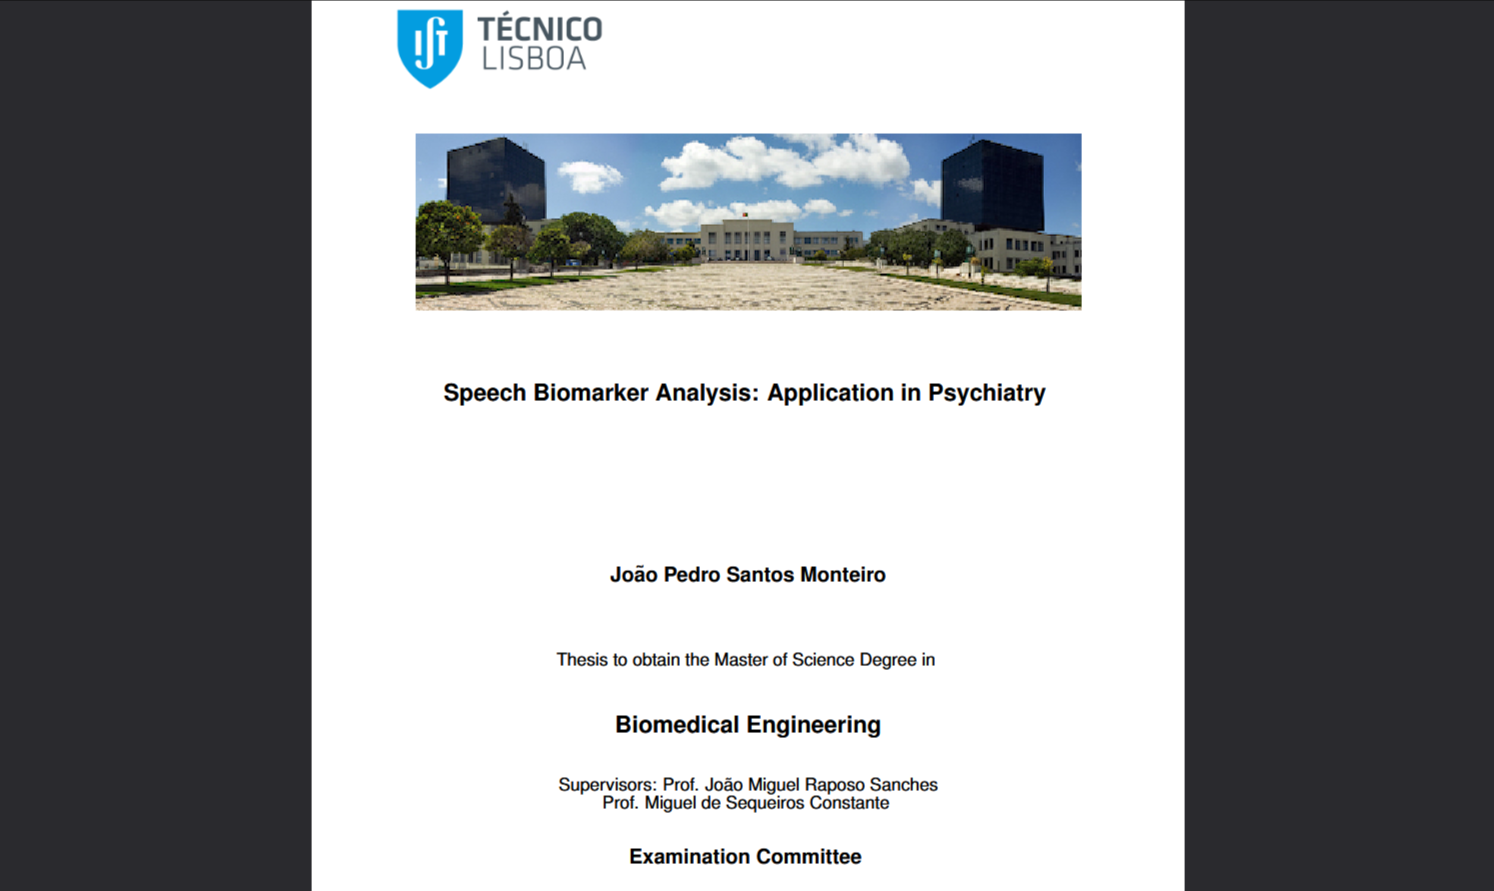 TÉCNICO
LISBOA
Speech Biomarker Analysis: Application in Psychiatry
João Pedro Santos Monteiro
Thesis to obtain the Master of Science Degree in
Biomedical Engineering
Supervisors: Prof. João Miguel Raposo Sanches
Prof. Miguel de Sequeiros Constante
Examination Committee